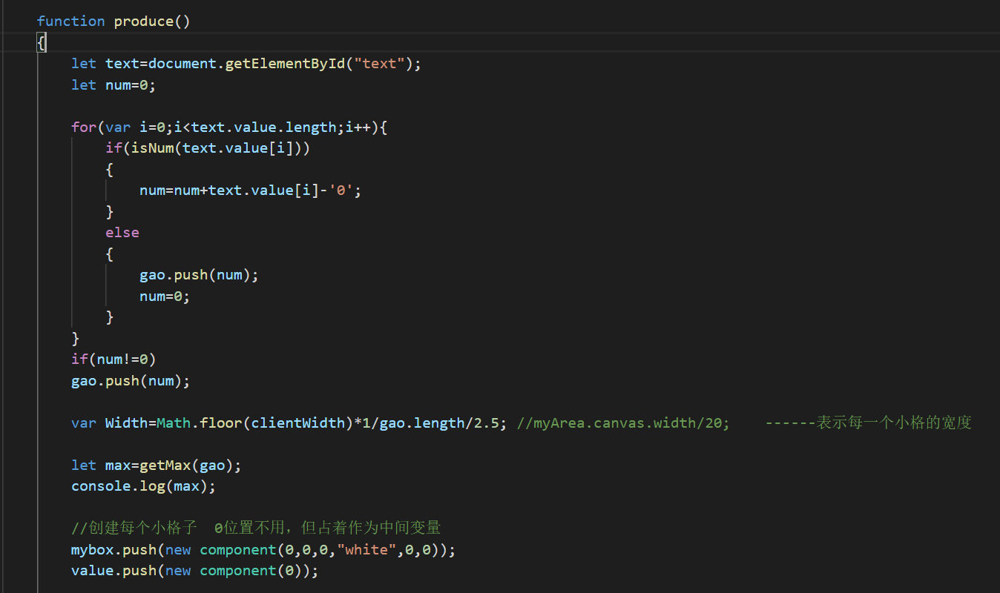 function produce()
{
    let text=document.getElementById("text");
    let num=0;

    for(var i=0;i<text.value.length;i++){
        if(isNum(text.value[i]))
        {
            num=num+text.value[i]-'0';
        }
        else
        {
            gao.push(num);
            num=0;
        }
    }
    if(num!=0)
    gao.push(num);

    var Width=Math.floor(clientWidth)*1/gao.length/2.5; //myArea.canvas.width/20;    ------表示每一个小格的宽度

    let max=getMax(gao);
    console.log(max);

    //创建每个小格子  0位置不用，但占着作为中间变量
    mybox.push(new component(0,0,0,"white",0,0));
    value.push(new component(0));